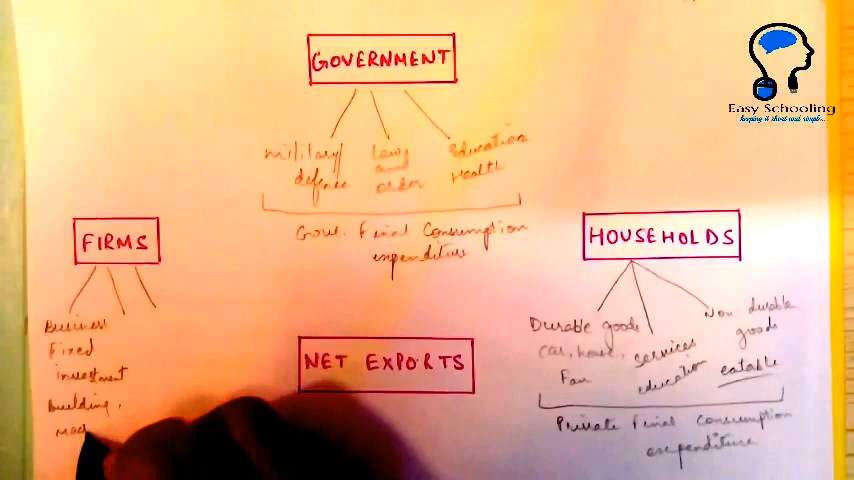 GOVERNMENT
Easy Schooling
keeping it short and simple...
military/
defence
Law
and
order
Education
Health
Gove. Final Consumption
expenditure
FIRMS
HOUSEHOLDS
Business
Fixed
investment
Building,
Mac
NET EXPORTS
Durable goods
car, house,
Fan
services
education
Non durable
goods
eatable
Private Final Consumption
expenditure